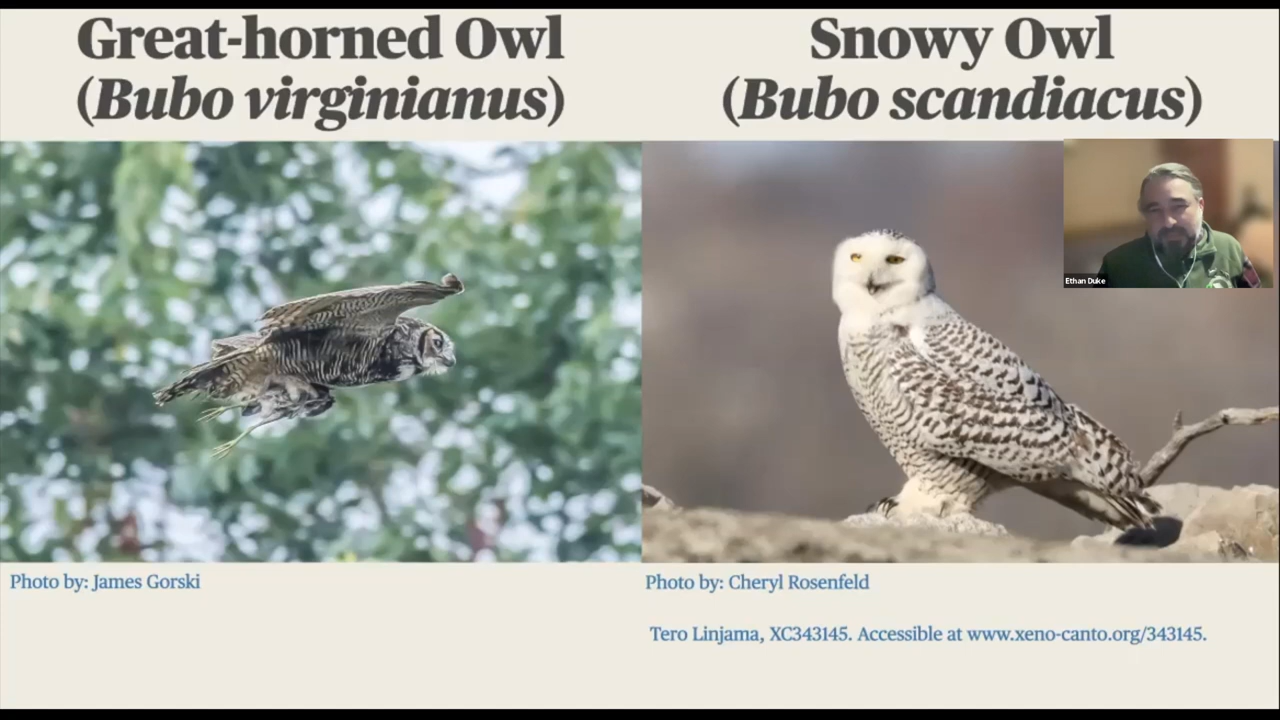 Great-horned Owl
(Bubo virginianus)
Snowy Owl
(Bubo scandiacus)
Ethan Duke
Photo by: James Gorski
Photo by: Cheryl Rosenfeld
Tero Linjama, XC343145. Accessible at www.xeno-canto.org/343145.